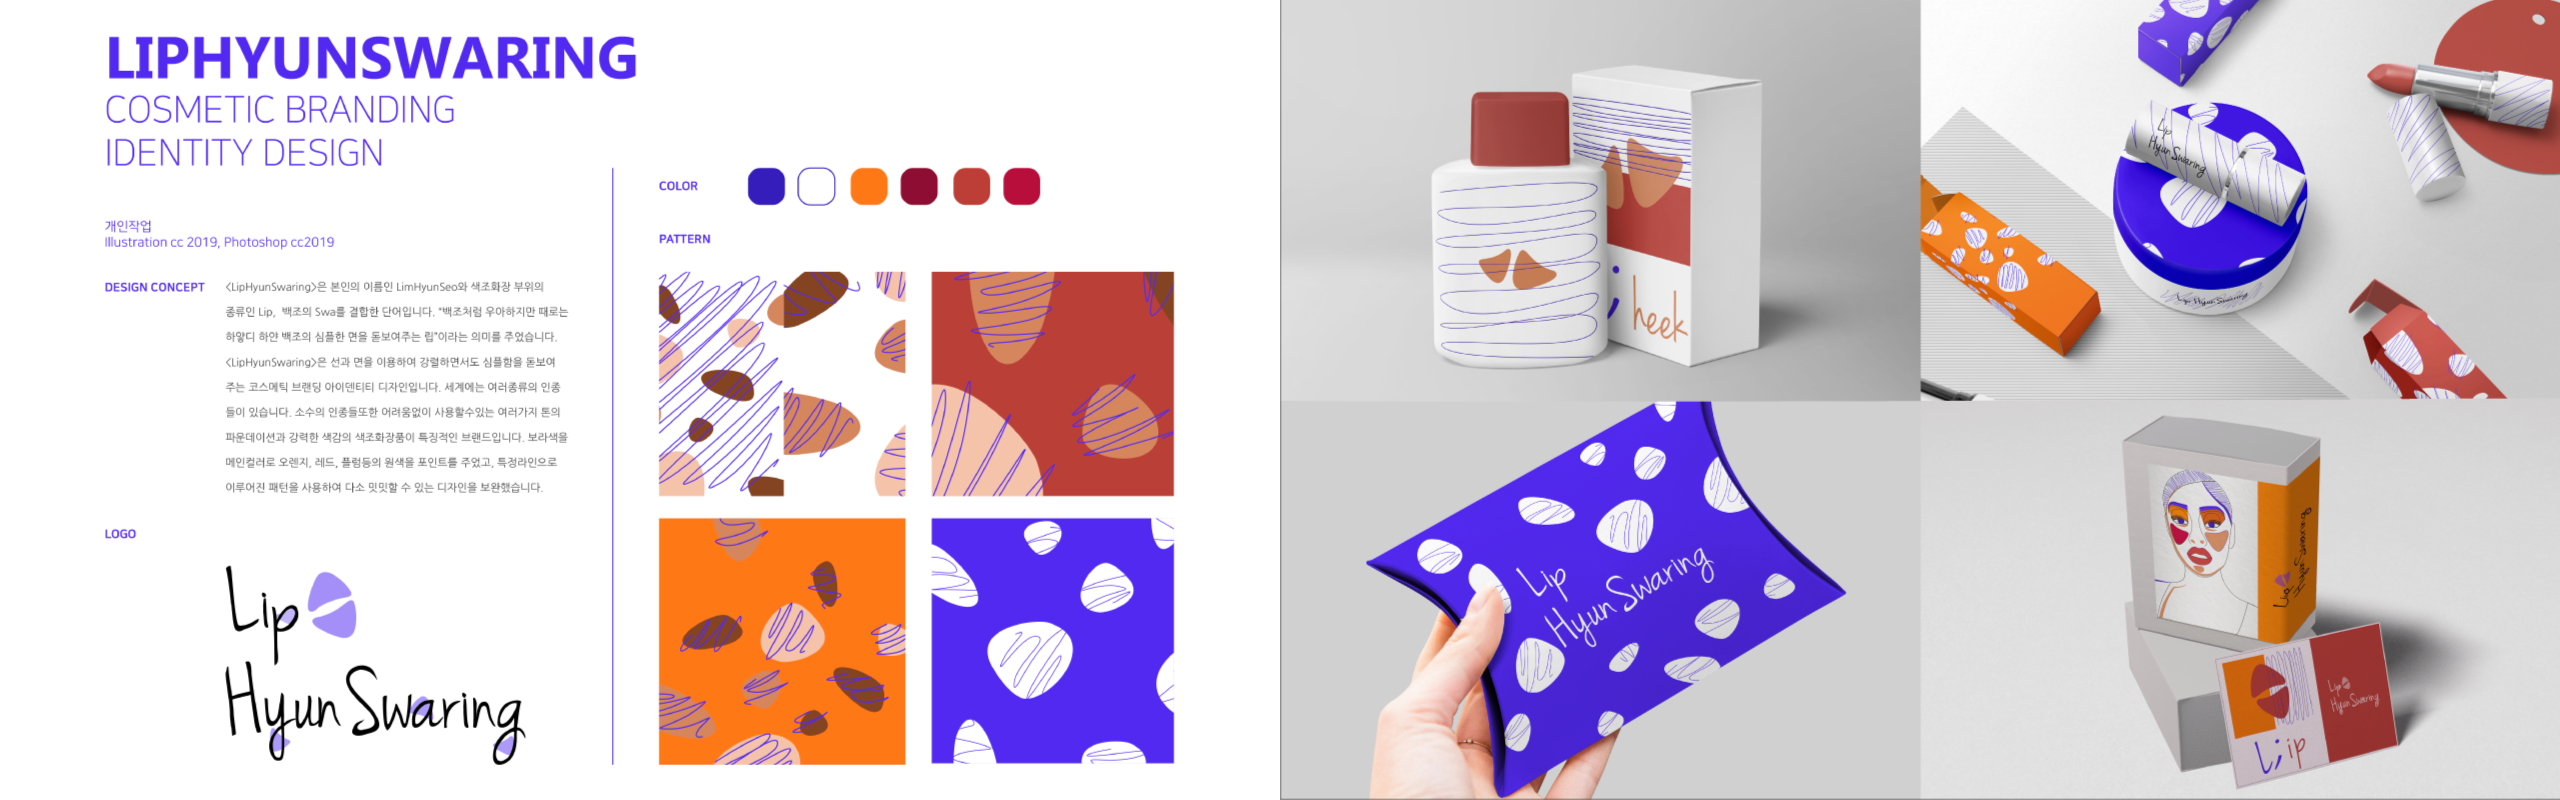 LIPHYUNSWARING
COSMETIC BRANDING
IDENTITY DESIGN
개인작업
Illustration cc 2019, Photoshop cc2019
DESIGN CONCEPT
<LipHyunSwaring>은 본인의 이름인 LimHyunSeo와 색조화장 부위의
종류인 Lip, 백조의 Swa를 결합한 단어입니다. "백조처럼 우아하지만 때로는
하얗디 하얀 백조의 심플한 면을 돋보여주는 립"이라는 의미를 주었습니다.
<LipHyunSwaring>은 선과 면을 이용하여 강렬하면서도 심플함을 돋보여
주는 코스메틱 브랜딩 아이덴티티 디자인입니다. 세계에는 여러종류의 인종
들이 있습니다. 소수의 인종들또한 어려움없이 사용할수있는 여러가지 톤의
파운데이션과 강력한 색감의 색조화장품이 특징적인 브랜드입니다. 보라색을
메인컬러로 오렌지, 레드, 플럼등의 원색을 포인트를 주었고, 특정라인으로
이루어진 패턴을 사용하여 다소 밋밋할 수 있는 디자인을 보완했습니다.
LOGO
Lip
Hyun Swaring
COLOR
PATTERN
heek
Lip
Hyun Swaring
Lip Hyun Swaring
Lip
Hyun Swaring
Lip
Hyun Swaring
Lip
Hyun Swaring
Liip